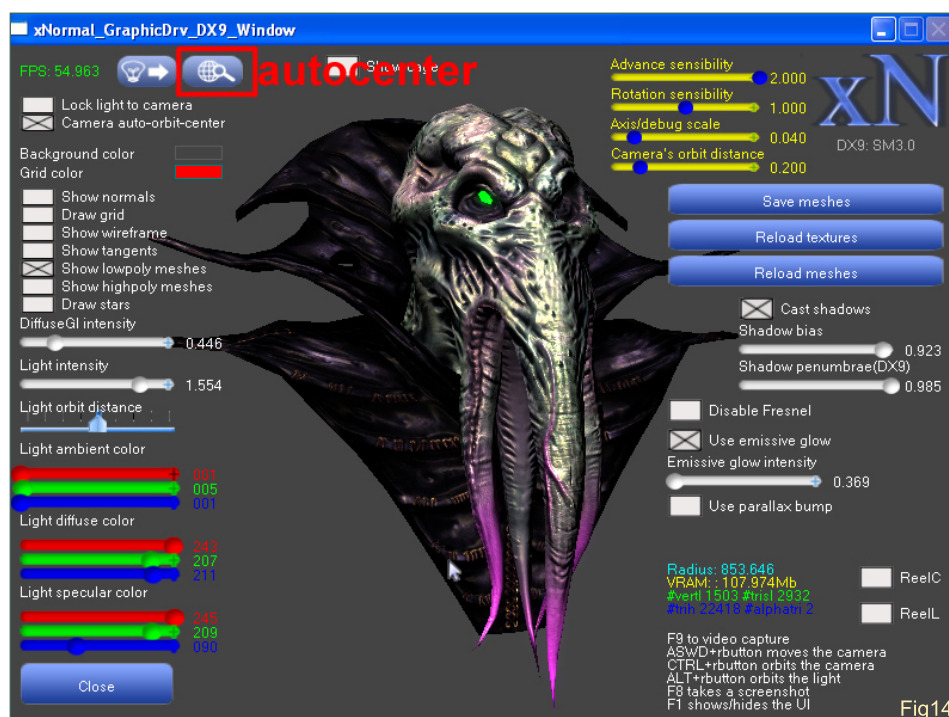 xNormal_GraphicDrv_DX9_Window
FPS: 54.963
autocenter
Show cage
Lock light to camera
Camera auto-orbit-center
Background color
Grid color
Show normals
Draw grid
Show wireframe
Show tangents
Show lowpoly meshes
Show highpoly meshes
Draw stars
DiffuseGI intensity
0.446
Light intensity
1.554
Light orbit distance
Light ambient color
001
005
001
Light diffuse color
243
207
211
Light specular color
245
209
090
Close
Advance sensibility
2.000
Rotation sensibility
1.000
Axis/debug scale
0.040
Camera's orbit distance
0.200
xN
DX9: SM3.0
Save meshes
Reload textures
Reload meshes
Cast shadows
Shadow bias
0.923
Shadow penumbrae(DX9)
0.985
Disable Fresnel
Use emissive glow
Emissive glow intensity
0.369
Use parallax bump
Radius: 853.646
VRAM: : 107.974Mb
#vertl 1503 #trisl 2932
#trih 22418 #alphatri 2
ReelC
ReelL
F9 to video capture
ASWD+rbutton moves the camera
CTRL+rbutton orbits the camera
ALT+rbutton orbits the light
F8 takes a screenshot
F1 shows/hides the UI
Fig14